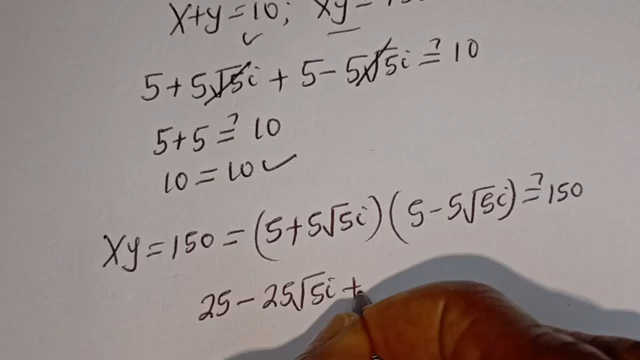 x+y=10; xy=
5+5√5i+5-5√5i≟10
5+5≟10
10=10✓
xy=150=(5+5√5i)(5-5√5i)≟150
25-25√5i+